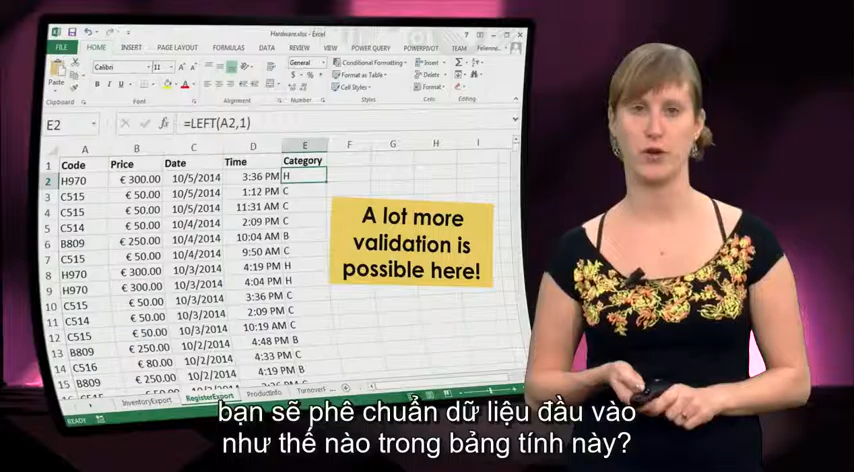 Hardware.xlsx - Excel
FILE HOME INSERT PAGE LAYOUT FORMULAS DATA REVIEW VIEW POWER QUERY POWERPIVOT TEAM Felienne...
Calibri 11 General Conditional Formatting Insert
Paste Format as Table Delete
Cell Styles Format
Clipboard Font Alignment Number Styles Cells Editing
E2 fx =LEFT(A2,1)
A B C D E F G H I
1 Code Price Date Time Category
2 H970 € 300.00 10/5/2014 3:36 PM H
3 C515 € 50.00 10/5/2014 1:12 PM C
4 C515 € 50.00 10/5/2014 11:31 AM C
5 C514 € 50.00 10/4/2014 2:09 PM C
6 B809 € 250.00 10/4/2014 10:04 AM B
7 C515 € 50.00 10/4/2014 9:50 AM C
8 H970 € 300.00 10/3/2014 4:19 PM H
9 H970 € 300.00 10/3/2014 4:04 PM H
10 C515 € 50.00 10/3/2014 3:36 PM C
11 C514 € 50.00 10/3/2014 2:09 PM C
12 C515 € 50.00 10/3/2014 10:19 AM C
13 B809 € 250.00 10/2/2014 4:48 PM B
14 C516 € 80.00 10/2/2014 4:33 PM C
15 B809 € 250.00 10/2/2014 4:19 PM B
A lot more
validation is
possible here!
InventoryExport RegisterExport ProductInfo
READY
bạn sẽ phê chuẩn dữ liệu đầu vào
như thế nào trong bảng tính này?